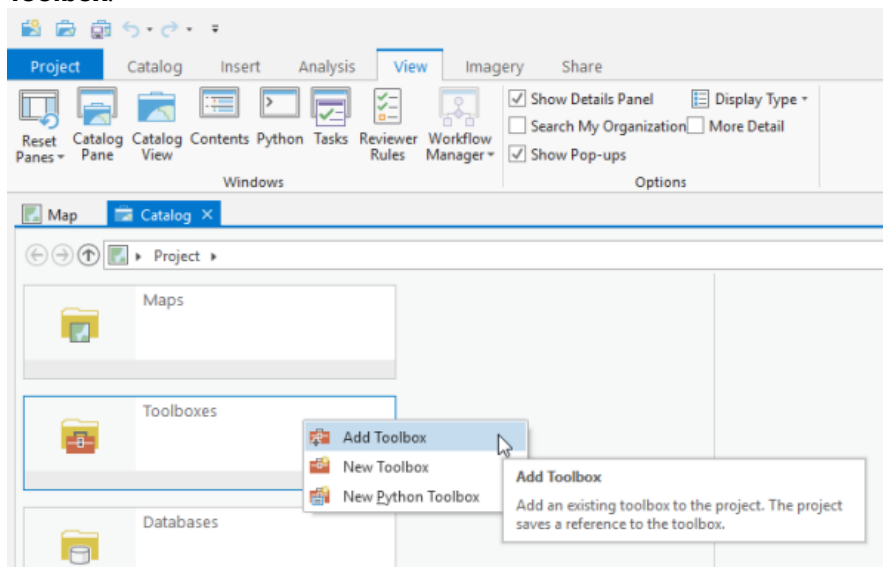 Toolbox.
Project Catalog Insert Analysis View Imagery Share
Reset Panes
Catalog Pane
Catalog View
Contents
Python
Tasks
Reviewer Rules
Workflow Manager
Windows
Show Details Panel
Search My Organization
Show Pop-ups
Display Type
More Detail
Options
Map Catalog
Project
Maps
Toolboxes
Add Toolbox
New Toolbox
New Python Toolbox
Add Toolbox
Add an existing toolbox to the project. The project
saves a reference to the toolbox.
Databases